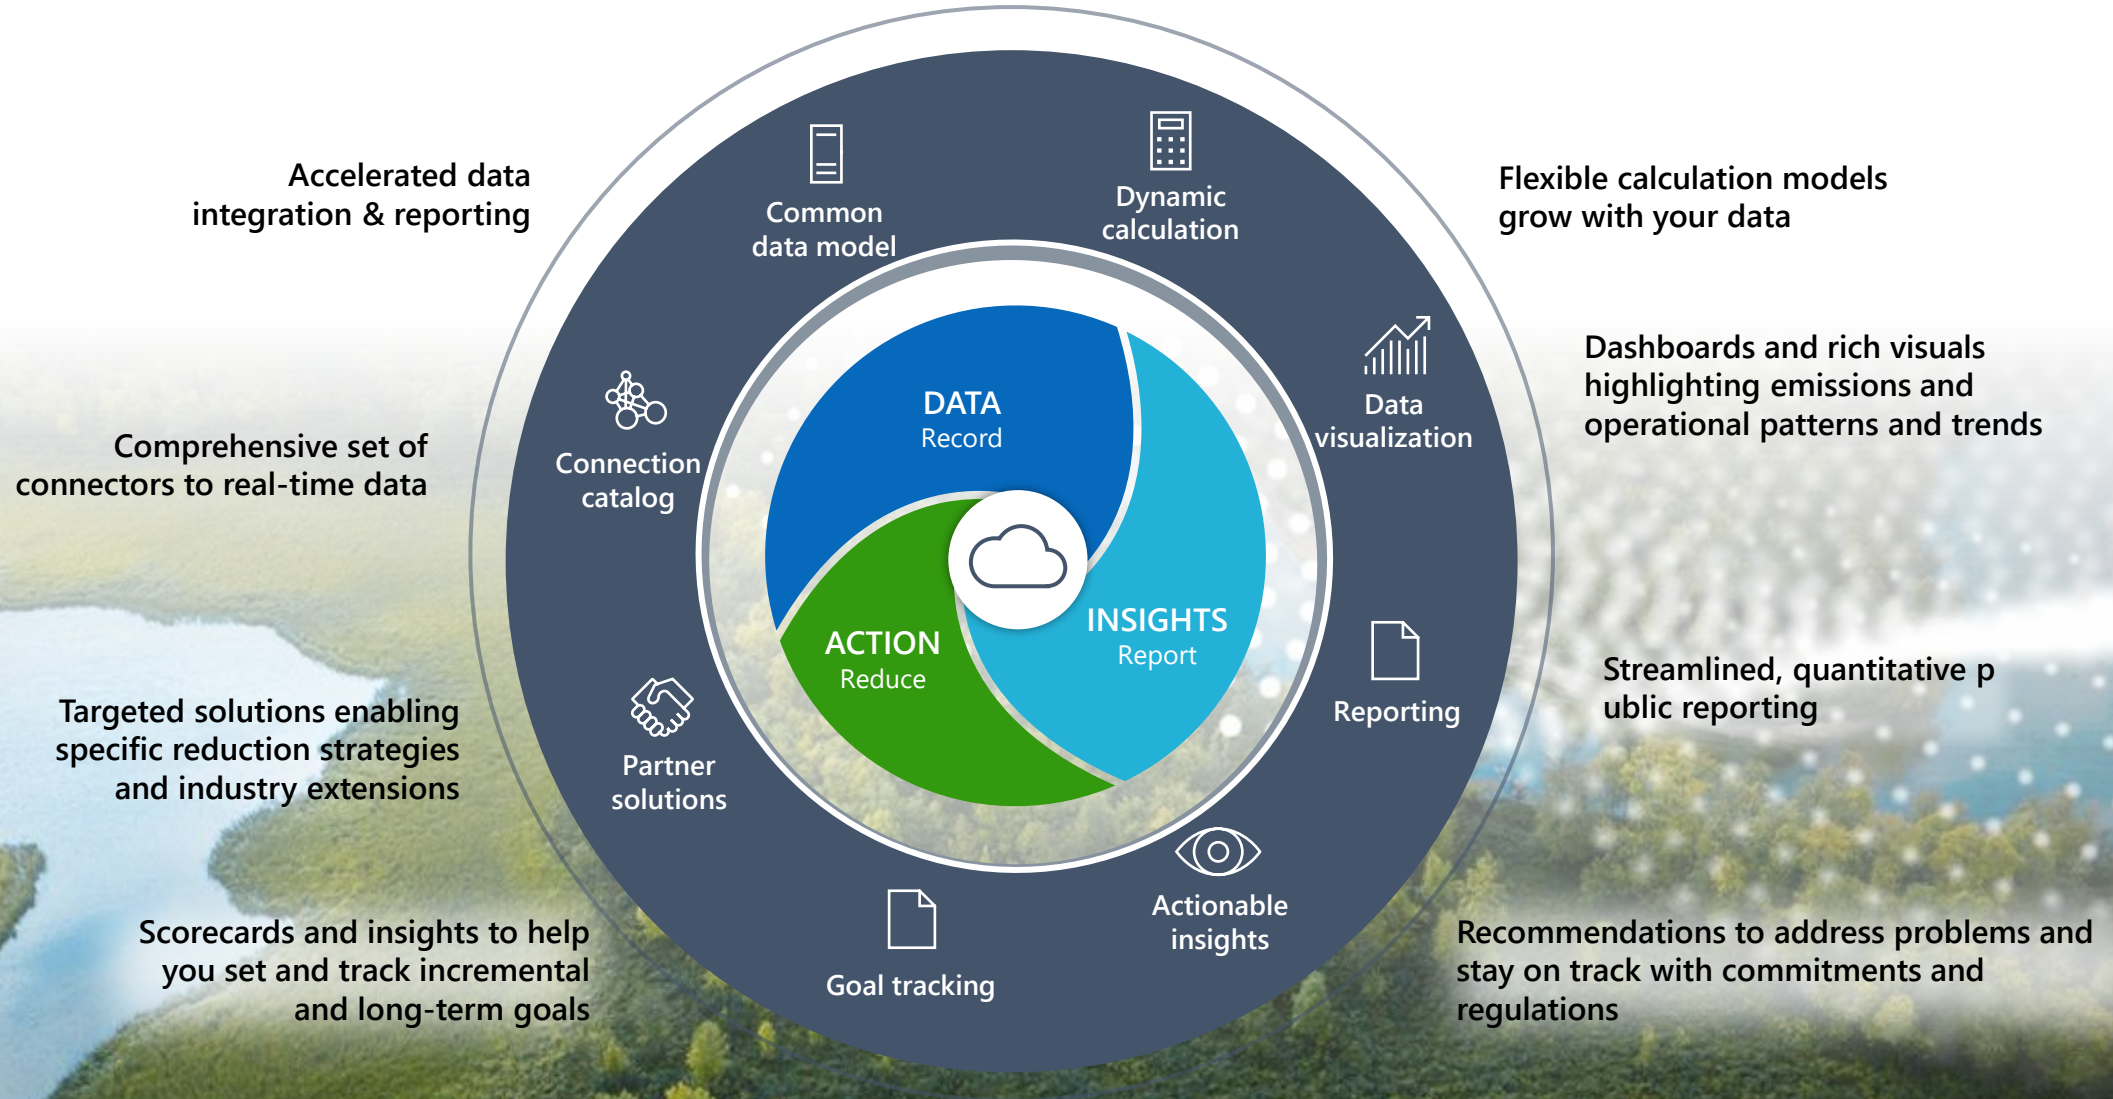 Accelerated data
integration & reporting
Common
data model
Dynamic
calculation
Flexible calculation models
grow with your data
Comprehensive set of
connectors to real-time data
Connection
catalog
DATA
Record
Data
visualization
Dashboards and rich visuals
highlighting emissions and
operational patterns and trends
Targeted solutions enabling
specific reduction strategies
and industry extensions
Partner
solutions
ACTION
Reduce
INSIGHTS
Report
Reporting
Streamlined, quantitative p
ublic reporting
Scorecards and insights to help
you set and track incremental
and long-term goals
Goal tracking
Actionable
insights
Recommendations to address problems and
stay on track with commitments and
regulations